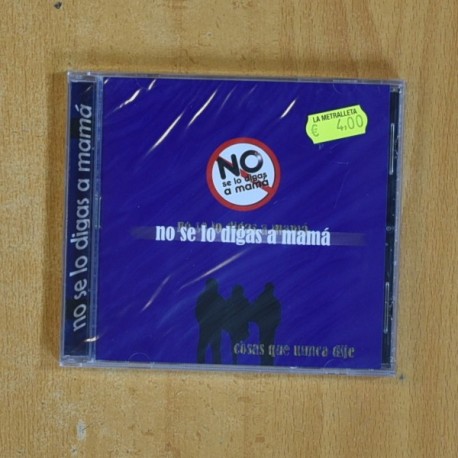 no se lo digas a mamá
LA METRALLETA
€ 4,00
NO
se lo digas
a mamá
no se lo digas a mamá
no se lo digas a mamá
cosas que nunca dije